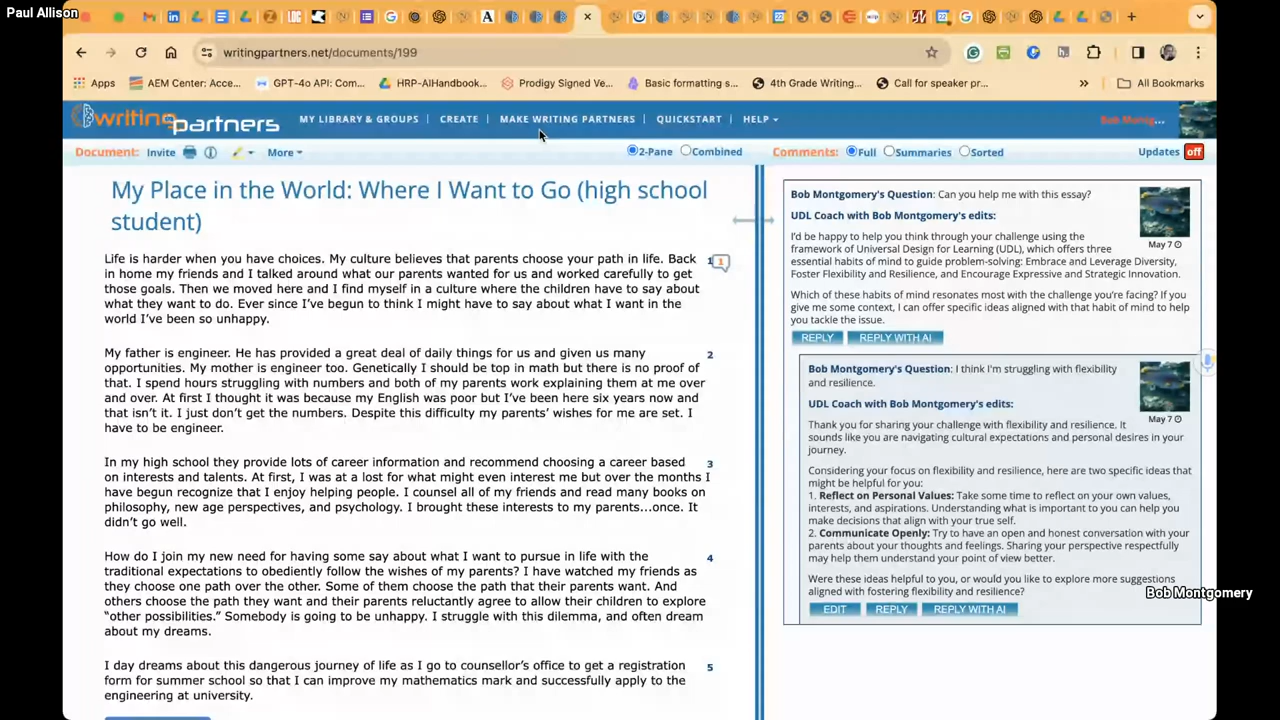 Paul Allison
writingpartners.net/documents/199
Apps
AEM Center: Acce...
GPT-4o API: Com...
HRP-AIHandbook...
Prodigy Signed Ve...
Basic formatting s...
4th Grade Writing...
Call for speaker pr...
All Bookmarks
writingpartners
MY LIBRARY & GROUPS
CREATE
MAKE WRITING PARTNERS
QUICKSTART
HELP
Bob Montg...
Document:
Invite
More
2-Pane
Combined
Comments:
Full
Summaries
Sorted
Updates
off
My Place in the World: Where I Want to Go (high school
student)
Life is harder when you have choices. My culture believes that parents choose your path in life. Back
1
1
in home my friends and I talked around what our parents wanted for us and worked carefully to get
those goals. Then we moved here and I find myself in a culture where the children have to say about
what they want to do. Ever since I've begun to think I might have to say about what I want in the
world I've been so unhappy.
My father is engineer. He has provided a great deal of daily things for us and given us many
2
opportunities. My mother is engineer too. Genetically I should be top in math but there is no proof of
that. I spend hours struggling with numbers and both of my parents work explaining them at me over
and over. At first I thought it was because my English was poor but I've been here six years now and
that isn't it. I just don't get the numbers. Despite this difficulty my parents' wishes for me are set. I
have to be engineer.
In my high school they provide lots of career information and recommend choosing a career based
3
on interests and talents. At first, I was at a lost for what might even interest me but over the months I
have begun recognize that I enjoy helping people. I counsel all of my friends and read many books on
philosophy, new age perspectives, and psychology. I brought these interests to my parents...once. It
didn't go well.
How do I join my new need for having some say about what I want to pursue in life with the
4
traditional expectations to obediently follow the wishes of my parents? I have watched my friends as
they choose one path over the other. Some of them choose the path that their parents want. And
others choose the path they want and their parents reluctantly agree to allow their children to explore
"other possibilities." Somebody is going to be unhappy. I struggle with this dilemma, and often dream
about my dreams.
I day dreams about this dangerous journey of life as I go to counsellor's office to get a registration
5
form for summer school so that I can improve my mathematics mark and successfully apply to the
engineering at university.
Bob Montgomery's Question: Can you help me with this essay?
UDL Coach with Bob Montgomery's edits:
May 7
I'd be happy to help you think through your challenge using the
framework of Universal Design for Learning (UDL), which offers three
essential habits of mind to guide problem-solving: Embrace and Leverage Diversity,
Foster Flexibility and Resilience, and Encourage Expressive and Strategic Innovation.
Which of these habits of mind resonates most with the challenge you're facing? If you
give me some context, I can offer specific ideas aligned with that habit of mind to help
you tackle the issue.
REPLY
REPLY WITH AI
Bob Montgomery's Question: I think I'm struggling with flexibility
and resilience.
UDL Coach with Bob Montgomery's edits:
May 7
Thank you for sharing your challenge with flexibility and resilience. It
sounds like you are navigating cultural expectations and personal desires in your
journey.
Considering your focus on flexibility and resilience, here are two specific ideas that
might be helpful for you:
1. Reflect on Personal Values: Take some time to reflect on your own values,
interests, and aspirations. Understanding what is important to you can help you
make decisions that align with your true self.
2. Communicate Openly: Try to have an open and honest conversation with your
parents about your thoughts and feelings. Sharing your perspective respectfully
may help them understand your point of view better.
Were these ideas helpful to you, or would you like to explore more suggestions
aligned with fostering flexibility and resilience?
EDIT
REPLY
REPLY WITH AI
Bob Montgomery